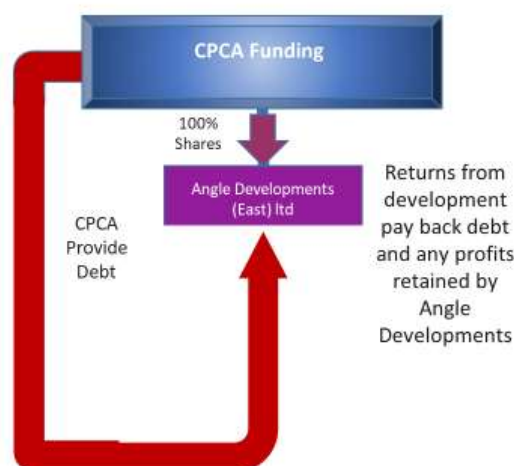 CPCA Funding
100%
Shares
Angle Developments
(East) ltd
CPCA
Provide
Debt
Returns from
development
pay back debt
and any profits
retained by
Angle
Developments